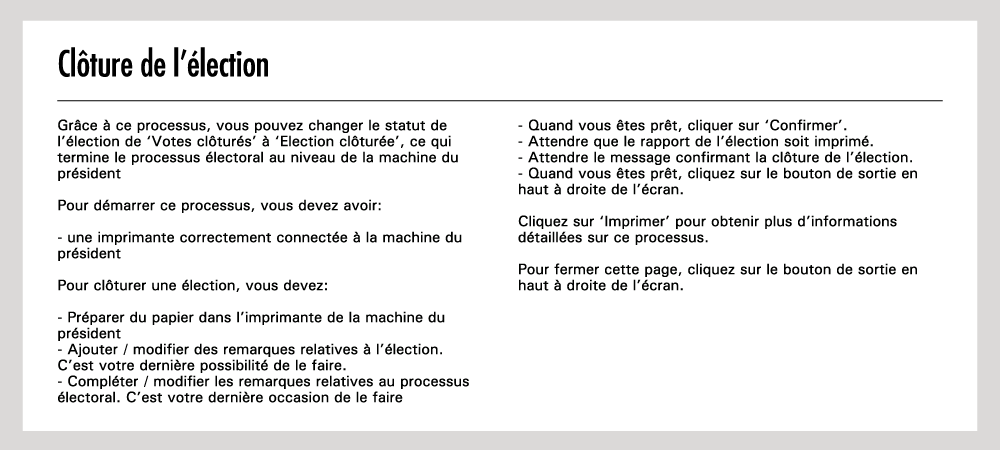 Clôture de l'élection
Grâce à ce processus, vous pouvez changer le statut de
l'élection de 'Votes clôturés' à 'Election clôturée', ce qui
termine le processus électoral au niveau de la machine du
président
Pour démarrer ce processus, vous devez avoir:
- une imprimante correctement connectée à la machine du
président
Pour clôturer une élection, vous devez:
- Préparer du papier dans l'imprimante de la machine du
président
- Ajouter / modifier des remarques relatives à l'élection.
C'est votre dernière possibilité de le faire.
- Compléter / modifier les remarques relatives au processus
électoral. C'est votre dernière occasion de le faire
- Quand vous êtes prêt, cliquer sur 'Confirmer'.
- Attendre que le rapport de l'élection soit imprimé.
- Attendre le message confirmant la clôture de l'élection.
- Quand vous êtes prêt, cliquez sur le bouton de sortie en
haut à droite de l'écran.
Cliquez sur 'Imprimer' pour obtenir plus d'informations
détaillées sur ce processus.
Pour fermer cette page, cliquez sur le bouton de sortie en
haut à droite de l'écran.